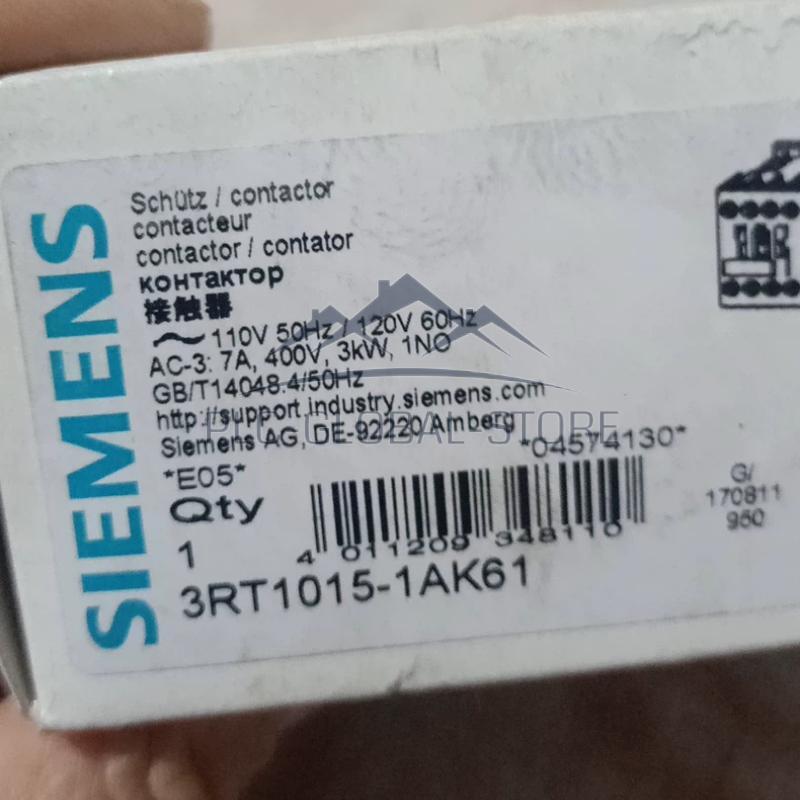 SIEMENS
Schütz / contactor
contacteur
contactor / contator
контактор
接触器
110V 50Hz / 120V 60Hz
AC-3: 7A, 400V, 3kW, 1NO
GB/T14048.4/50Hz
http://support.industry.siemens.com
Siemens AG, DE-92220 Amberg
*E05*
*04574130*
Qty
1
4 011209 348110
G/
170811
950
3RT1015-1AK61
GLOBAL-STORE